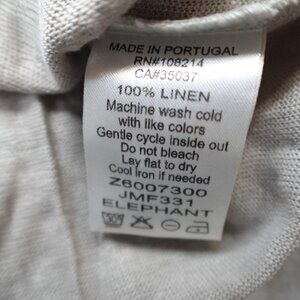 MADE IN PORTUGAL
RN#108214
CA#35037
100% LINEN
Machine wash cold
with like colors
Gentle cycle inside out
Do not bleach
Lay flat to dry
Cool iron if needed
Z6007300
JMF331
ELEPHANT